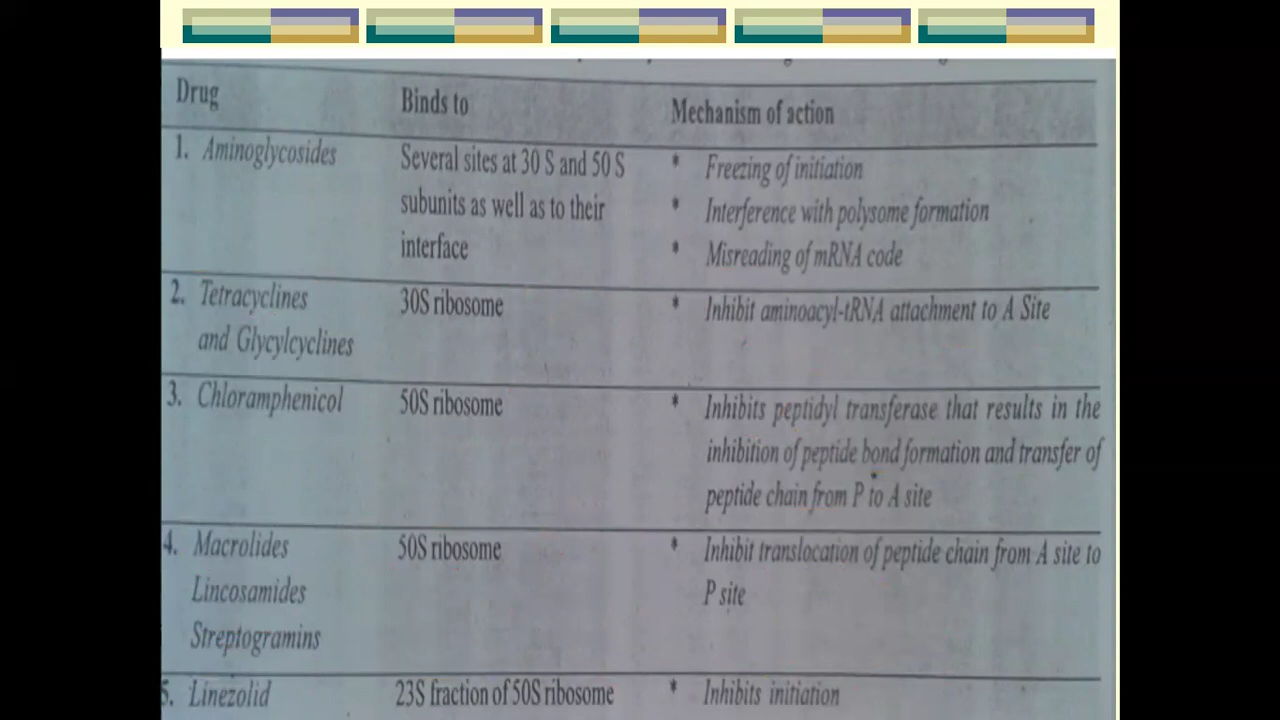 Drug Binds to Mechanism of action
1. Aminoglycosides Several sites at 30 S and 50 S * Freezing of initiation
subunits as well as to their * Interference with polysome formation
interface * Misreading of mRNA code
2. Tetracyclines 30S ribosome * Inhibit aminoacyl-tRNA attachment to A Site
and Glycylcyclines
3. Chloramphenicol 50S ribosome * Inhibits peptidyl transferase that results in the
inhibition of peptide bond formation and transfer of
peptide chain from P to A site
4. Macrolides 50S ribosome * Inhibit translocation of peptide chain from A site to
Lincosamides P site
Streptogramins
5. Linezolid 23S fraction of 50S ribosome * Inhibits initiation